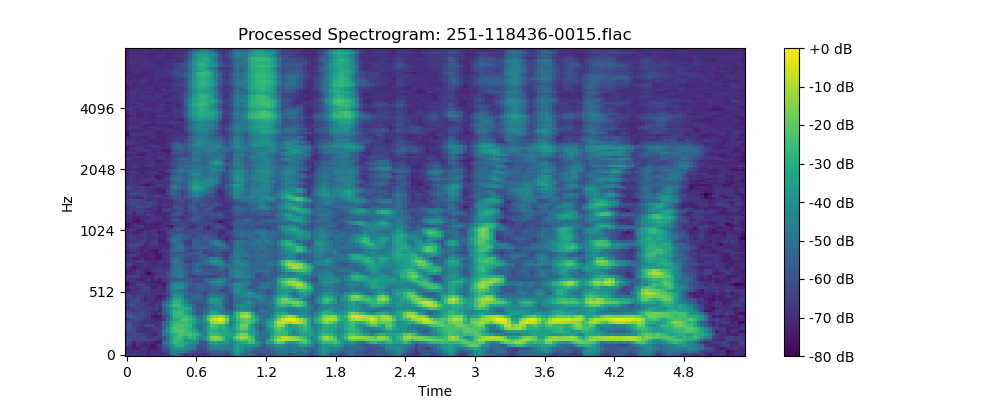 Processed Spectrogram: 251-118436-0015.flac
Hz
4096
2048
1024
512
0
0
0.6
1.2
1.8
2.4
3
3.6
4.2
4.8
Time
+0 dB
-10 dB
-20 dB
-30 dB
-40 dB
-50 dB
-60 dB
-70 dB
-80 dB